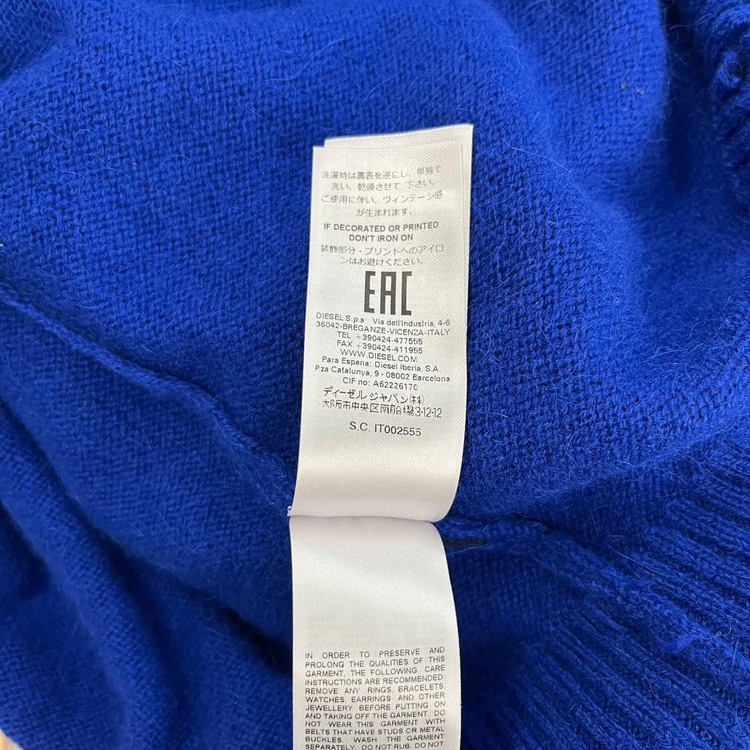 洗濯時は裏表を逆にし、単独で
洗い、乾燥させて 下さい。
ご使用に伴い、ヴィンテージ感
が生まれます。
IF DECORATED OR PRINTED
DON'T IRON ON
装飾部分・プリントへのアイロ
ンはお避けください。
EAC
DIESEL S.p.a Via dell'Industria, 4-6
36042-BREGANZE-VICENZA-ITALY
TEL +390424-477555
FAX +390424-411955
WWW.DIESEL.COM
Para Espana: Diesel Iberia, S.A.
P.za Catalunya, 9 - 08002 Barcelona
CIF no: A62226170
ディーゼルジャパン(株)
大阪市中央区南船場3-12-12
S.C. IT002555
IN ORDER TO PRESERVE AND
PROLONG THE QUALITIES OF THIS
GARMENT, THE FOLLOWING CARE
INSTRUCTIONS ARE RECOMMENDED:
REMOVE ANY RINGS, BRACELETS,
WATCHES, EARRINGS AND OTHER
JEWELLERY BEFORE PUTTING ON
AND TAKING OFF THE GARMENT. DO
NOT WEAR THIS GARMENT WITH
BELTS THAT HAVE STUDS OR METAL
BUCKLES. WASH THE GARMENT
SEPARATELY. DO NOT RUB. DO NOT